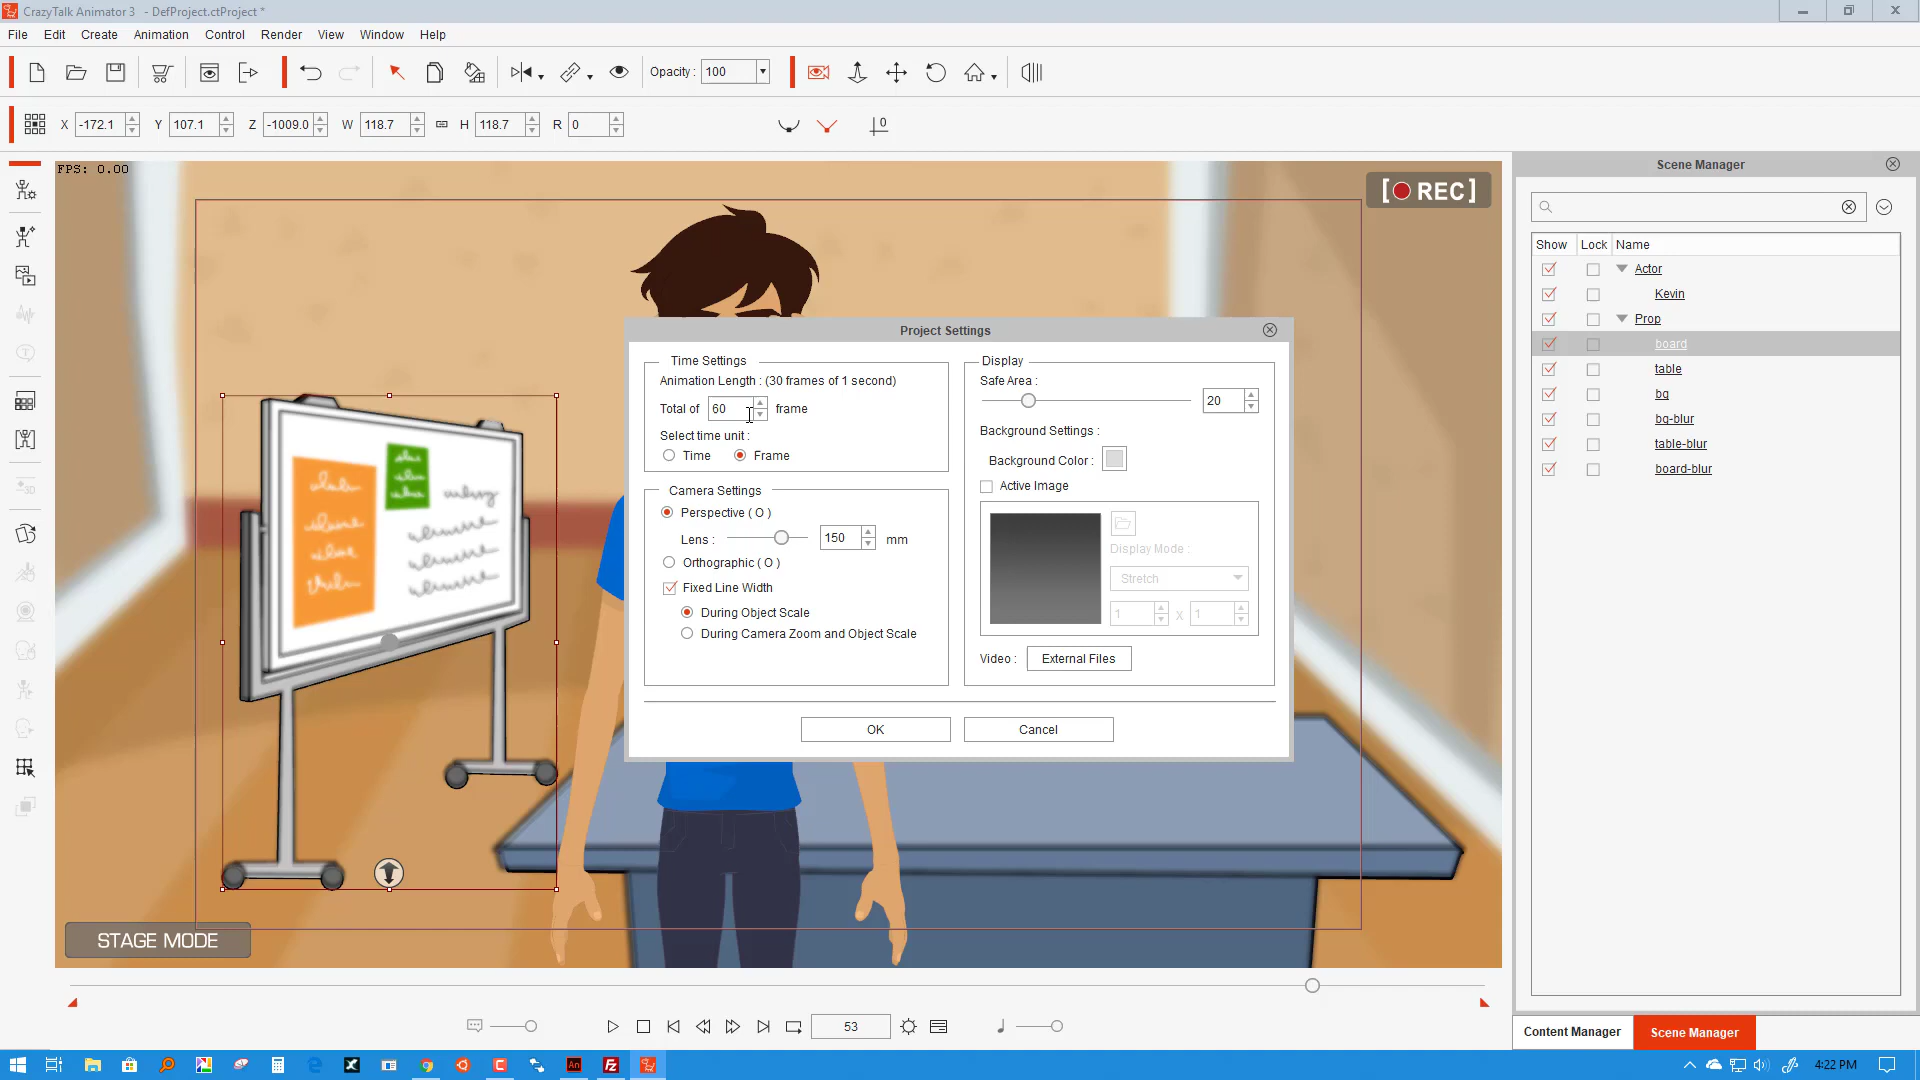 CrazyTalk Animator 3 - DefProject.ctProject *
File Edit Create Animation Control Render View Window Help
Opacity : 100
X -172.1 Y 107.1 Z -1009.0 W 118.7 H 118.7 R 0
0
FPS: 0.00
[ REC]
STAGE MODE
Project Settings
Time Settings
Animation Length : (30 frames of 1 second)
Total of 60 frame
Select time unit :
Time Frame
Camera Settings
Perspective ( O )
Lens : 150 mm
Orthographic ( O )
Fixed Line Width
During Object Scale
During Camera Zoom and Object Scale
Display
Safe Area :
20
Background Settings :
Background Color :
Active Image
Display Mode :
Stretch
1 X 1
Video : External Files
OK Cancel
Scene Manager
Show Lock Name
Actor
Kevin
Prop
board
table
bg
bg-blur
table-blur
board-blur
53
Content Manager Scene Manager
4:22 PM